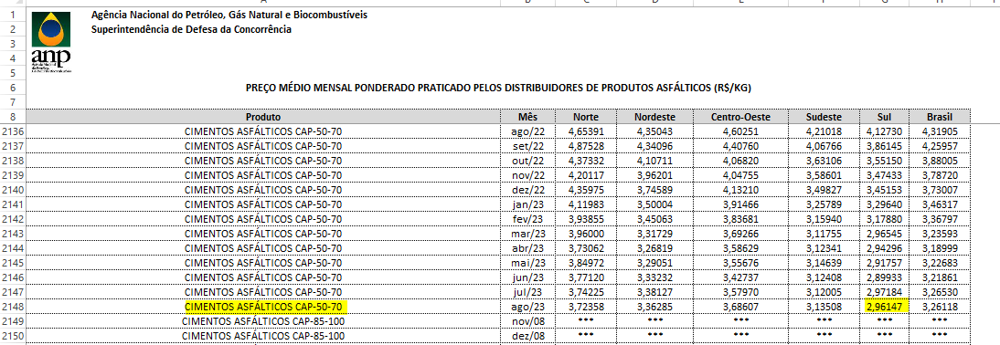 A B C D E F G H
1 Agência Nacional do Petróleo, Gás Natural e Biocombustíveis
2 Superintendência de Defesa da Concorrência
3
4 anp
5
6 PREÇO MÉDIO MENSAL PONDERADO PRATICADO PELOS DISTRIBUIDORES DE PRODUTOS ASFÁLTICOS (R$/KG)
7
8 Produto Mês Norte Nordeste Centro-Oeste Sudeste Sul Brasil
2136 CIMENTOS ASFÁLTICOS CAP-50-70 ago/22 4,65391 4,35043 4,60251 4,21018 4,12730 4,31905
2137 CIMENTOS ASFÁLTICOS CAP-50-70 set/22 4,87528 4,34096 4,40760 4,06766 3,86145 4,25957
2138 CIMENTOS ASFÁLTICOS CAP-50-70 out/22 4,37332 4,10711 4,06820 3,63106 3,55150 3,88005
2139 CIMENTOS ASFÁLTICOS CAP-50-70 nov/22 4,20117 3,96201 4,04755 3,58601 3,47433 3,78720
2140 CIMENTOS ASFÁLTICOS CAP-50-70 dez/22 4,35975 3,74589 4,13210 3,49827 3,45153 3,73007
2141 CIMENTOS ASFÁLTICOS CAP-50-70 jan/23 4,11983 3,50004 3,91466 3,25789 3,29640 3,46317
2142 CIMENTOS ASFÁLTICOS CAP-50-70 fev/23 3,93855 3,45063 3,83681 3,15940 3,17880 3,36797
2143 CIMENTOS ASFÁLTICOS CAP-50-70 mar/23 3,96000 3,31729 3,69266 3,11755 2,96545 3,23593
2144 CIMENTOS ASFÁLTICOS CAP-50-70 abr/23 3,73062 3,26819 3,58629 3,12341 2,94296 3,18999
2145 CIMENTOS ASFÁLTICOS CAP-50-70 mai/23 3,84972 3,29051 3,55676 3,14639 2,91757 3,22683
2146 CIMENTOS ASFÁLTICOS CAP-50-70 jun/23 3,77120 3,33232 3,42737 3,12408 2,89933 3,21861
2147 CIMENTOS ASFÁLTICOS CAP-50-70 jul/23 3,74225 3,38127 3,57970 3,12005 2,97184 3,26530
2148 CIMENTOS ASFÁLTICOS CAP-50-70 ago/23 3,72358 3,36285 3,68607 3,13508 2,96147 3,26118
2149 CIMENTOS ASFÁLTICOS CAP-85-100 nov/08 *** *** *** *** *** ***
2150 CIMENTOS ASFÁLTICOS CAP-85-100 dez/08 *** *** *** *** *** ***